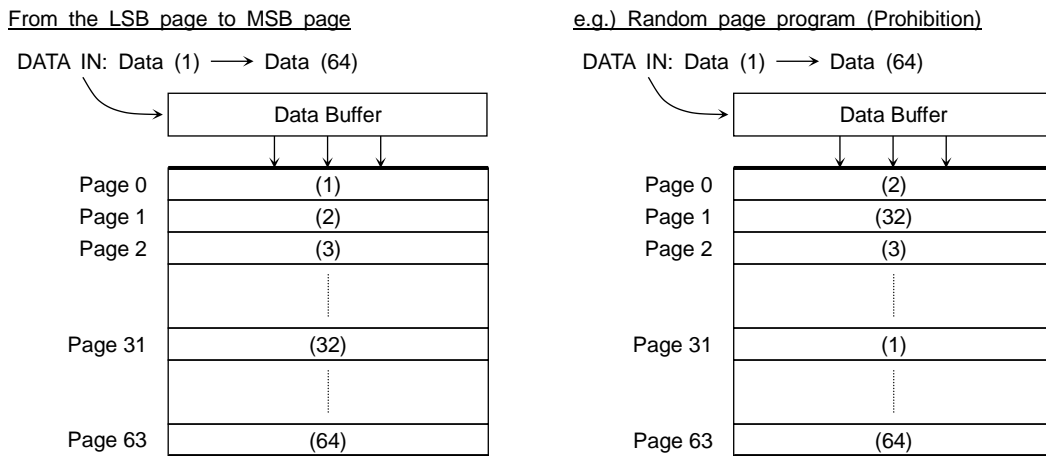 From the LSB page to MSB page
DATA IN: Data (1) → Data (64)
Data Buffer
Page 0 (1)
Page 1 (2)
Page 2 (3)
Page 31 (32)
Page 63 (64)
e.g.) Random page program (Prohibition)
DATA IN: Data (1) → Data (64)
Data Buffer
Page 0 (2)
Page 1 (32)
Page 2 (3)
Page 31 (1)
Page 63 (64)